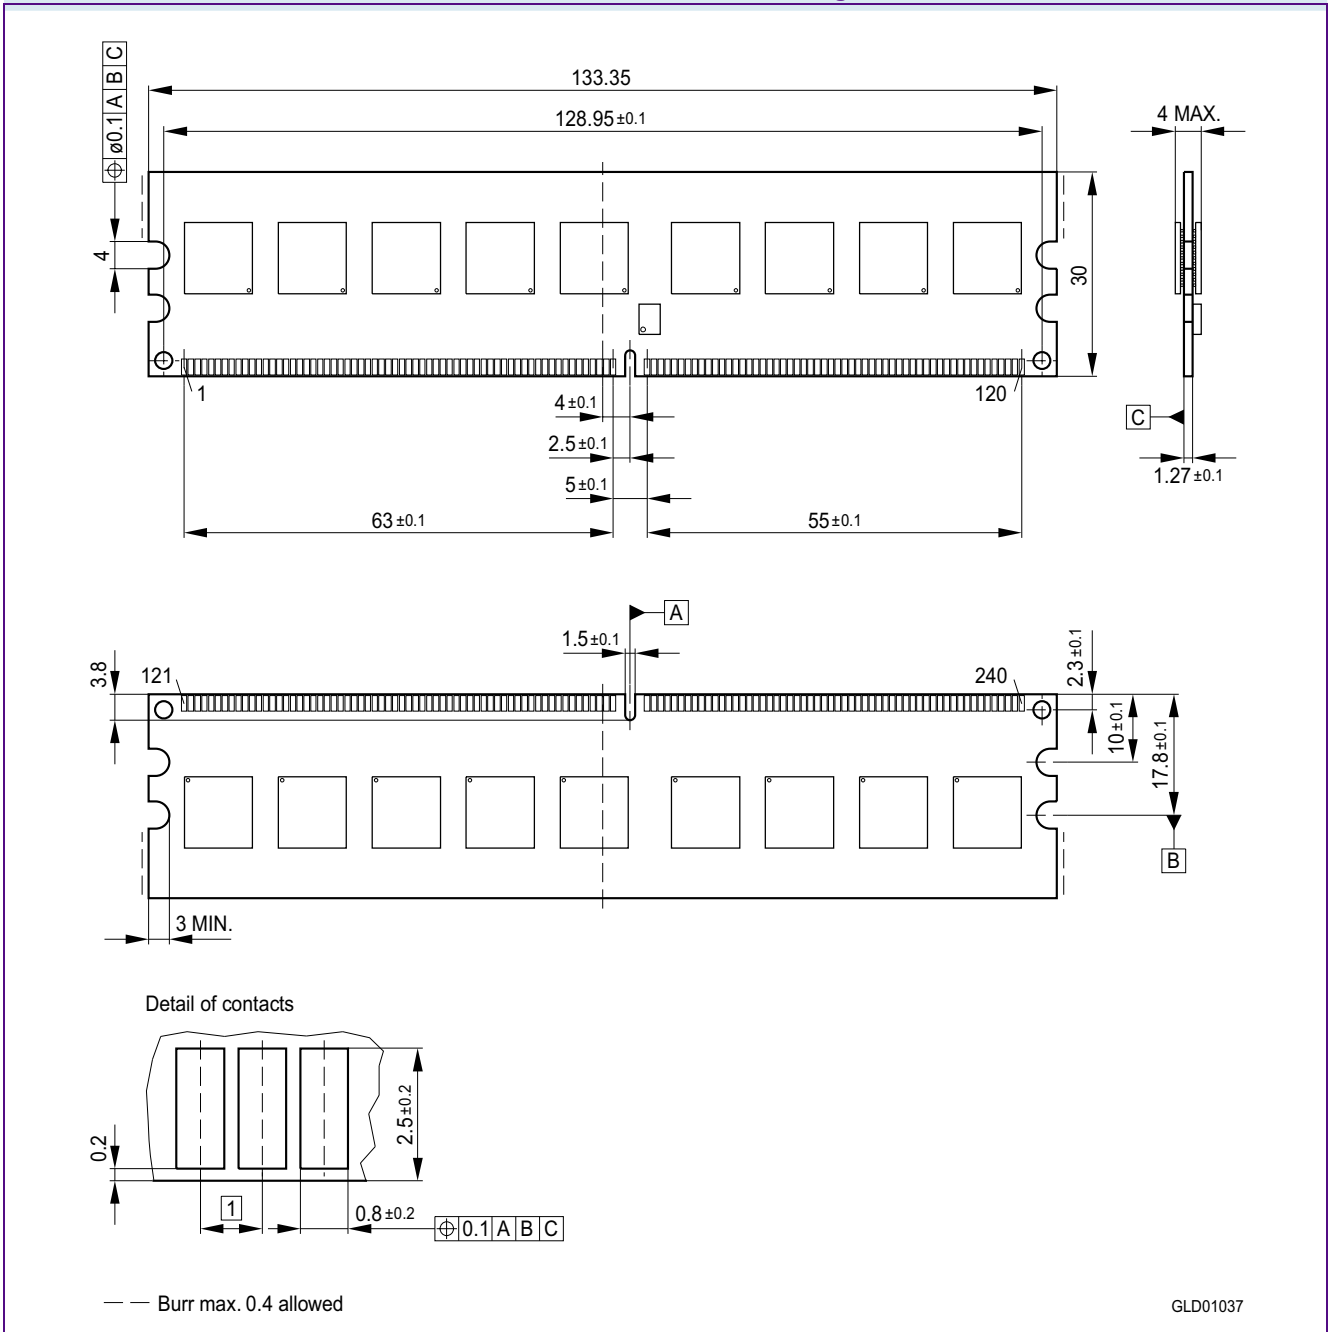 133.35
128.95±0.1
⌖ ø0.1 A B C
4 MAX.
4
30
1
120
4±0.1
2.5±0.1
5±0.1
63±0.1
55±0.1
C
1.27±0.1
A
1.5±0.1
3.8
121
240
2.3±0.1
10±0.1
17.8±0.1
B
3 MIN.
Detail of contacts
2.5±0.2
0.2
1
0.8±0.2
⌖ 0.1 A B C
Burr max. 0.4 allowed
GLD01037